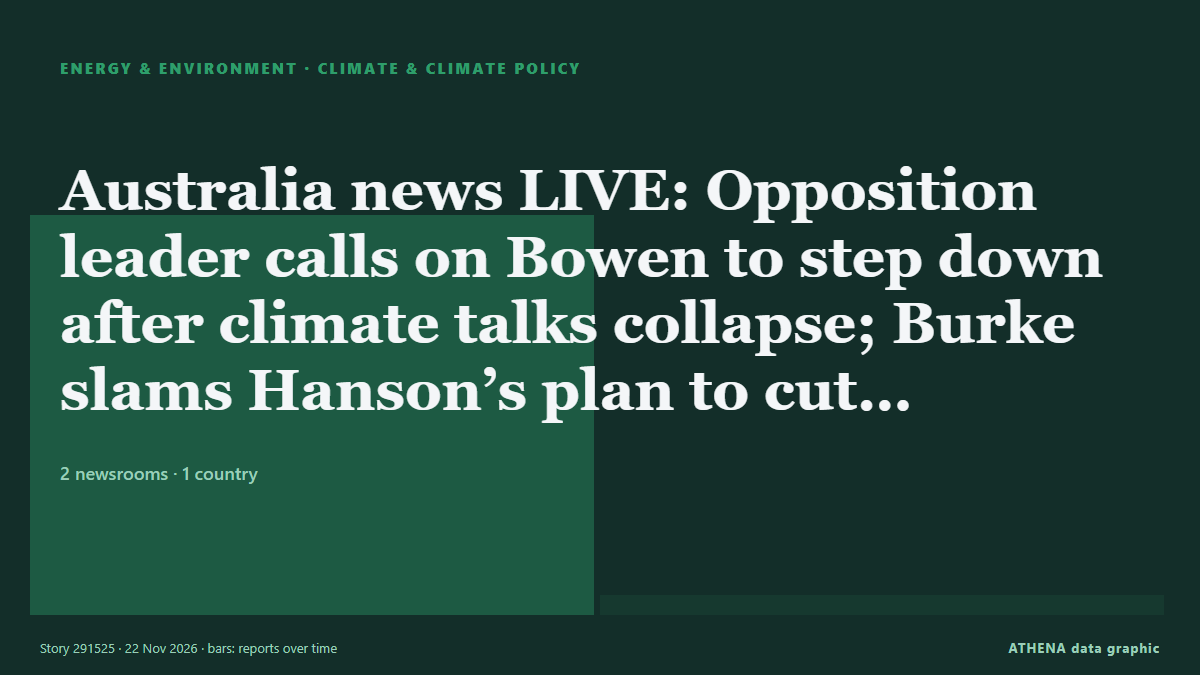 ENERGY & ENVIRONMENT · CLIMATE & CLIMATE POLICY
Australia news LIVE: Opposition
leader calls on Bowen to step down
after climate talks collapse; Burke
slams Hanson’s plan to cut...
2 newsrooms · 1 country
Story 291525 · 22 Nov 2026 · bars: reports over time
ATHENA data graphic